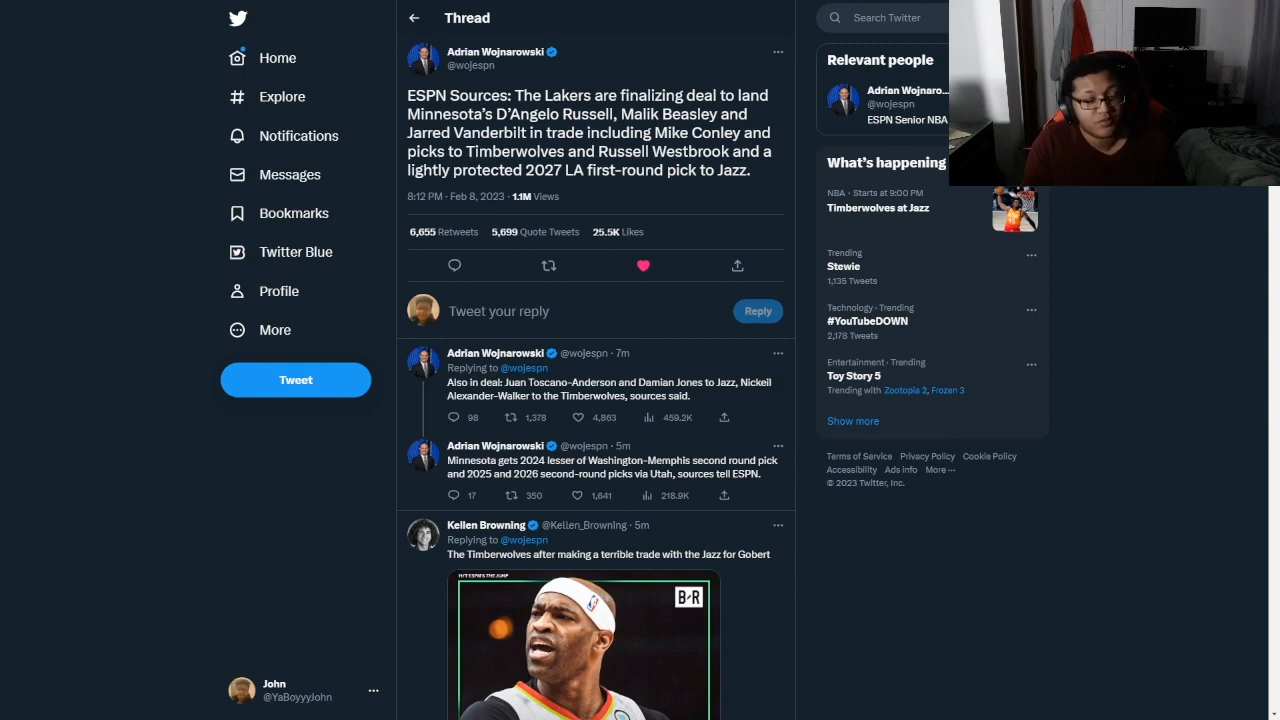 Thread
Search Twitter
Home
Explore
Notifications
Messages
Bookmarks
Twitter Blue
Profile
More
Tweet
John
@YaBoyyyJohn
Adrian Wojnarowski
@wojespn
ESPN Sources: The Lakers are finalizing deal to land
Minnesota's D'Angelo Russell, Malik Beasley and
Jarred Vanderbilt in trade including Mike Conley and
picks to Timberwolves and Russell Westbrook and a
lightly protected 2027 LA first-round pick to Jazz.
8:12 PM · Feb 8, 2023 · 1.1M Views
6,655 Retweets 5,699 Quote Tweets 25.5K Likes
Tweet your reply
Reply
Adrian Wojnarowski @wojespn · 7m
Replying to @wojespn
Also in deal: Juan Toscano-Anderson and Damian Jones to Jazz, Nickeil
Alexander-Walker to the Timberwolves, sources said.
98 1,378 4,863 459.2K
Adrian Wojnarowski @wojespn · 5m
Minnesota gets 2024 lesser of Washington-Memphis second round pick
and 2025 and 2026 second-round picks via Utah, sources tell ESPN.
17 350 1,641 218.9K
Kellen Browning @Kellen_Browning · 5m
Replying to @wojespn
The Timberwolves after making a terrible trade with the Jazz for Gobert
H/T ESPN'S THE JUMP
B/R
Relevant people
Adrian Wojnaro...
@wojespn
ESPN Senior NBA
What's happening
NBA · Starts at 9:00 PM
Timberwolves at Jazz
Trending
Stewie
1,135 Tweets
Technology · Trending
#YouTubeDOWN
2,178 Tweets
Entertainment · Trending
Toy Story 5
Trending with Zootopia 2, Frozen 3
Show more
Terms of Service Privacy Policy Cookie Policy
Accessibility Ads info More ···
© 2023 Twitter, Inc.